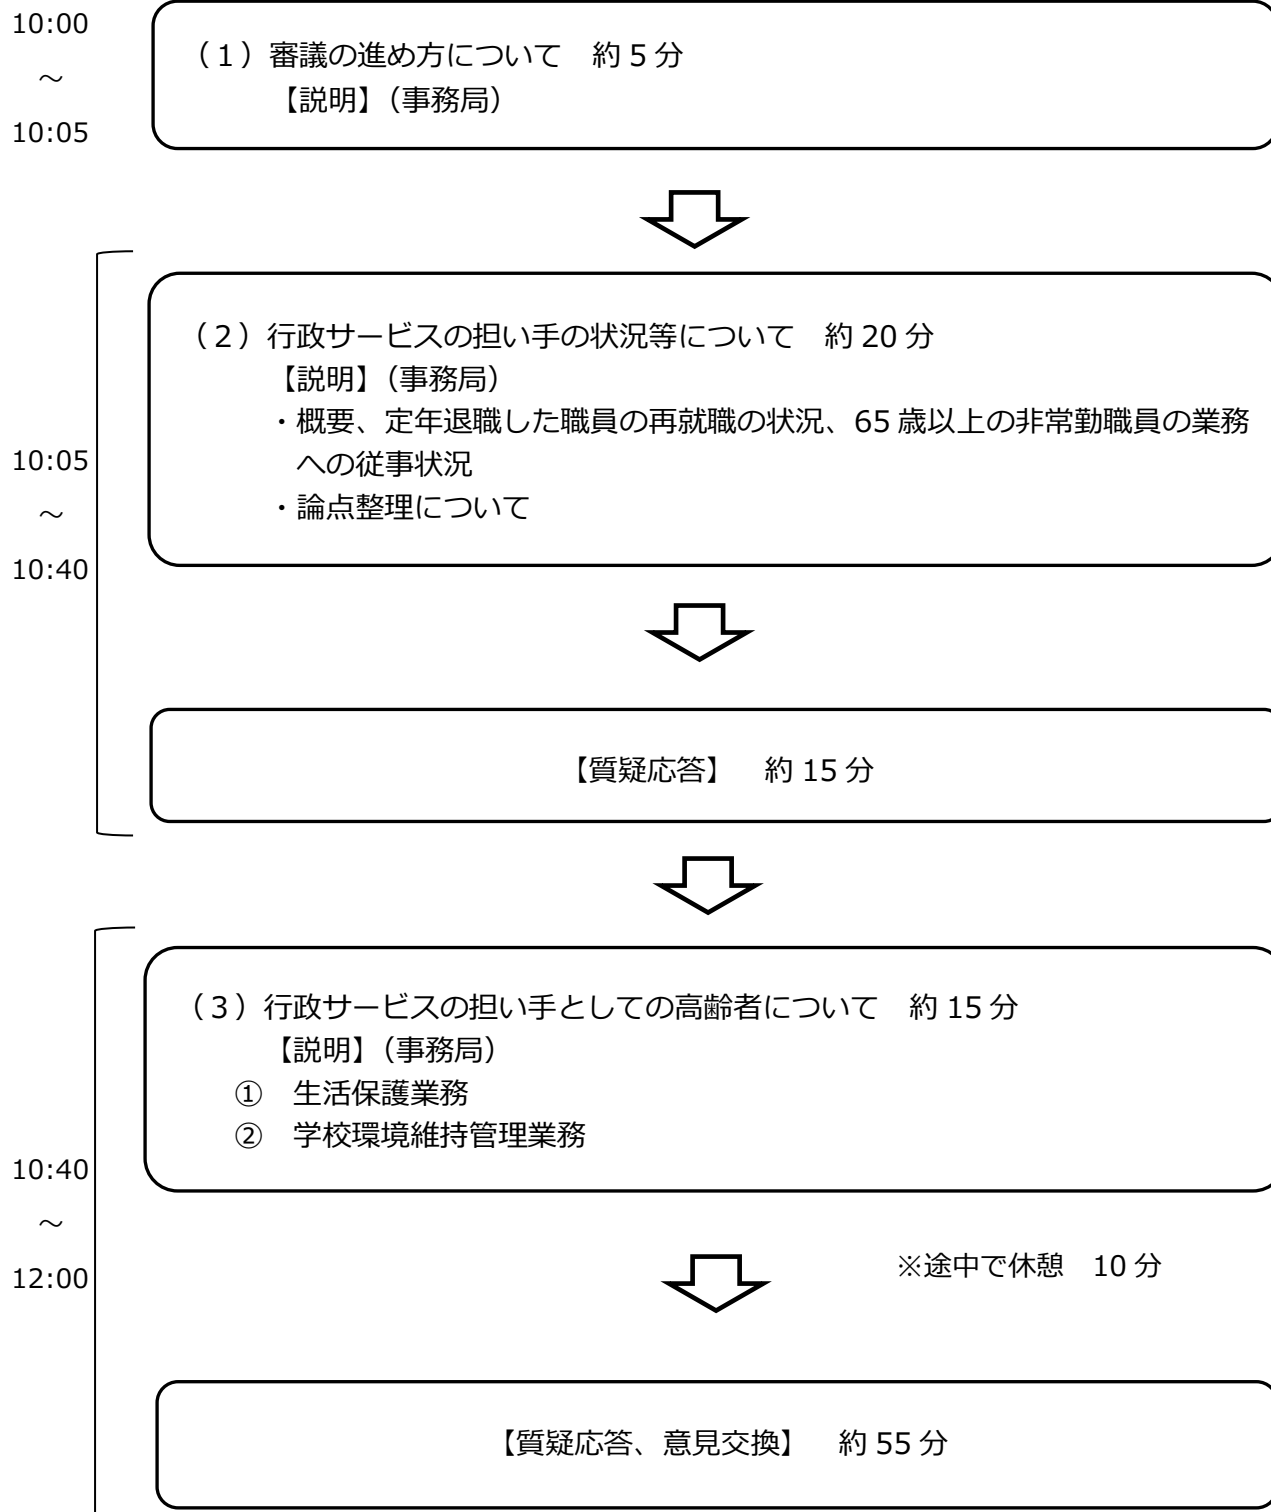 10:00
～
10:05
（１）審議の進め方について　約 5 分
【説明】（事務局）
（２）行政サービスの担い手の状況等について　約 20 分
【説明】（事務局）
・概要、定年退職した職員の再就職の状況、65 歳以上の非常勤職員の業務
への従事状況
・論点整理について
10:05
～
10:40
【質疑応答】　約 15 分
（３）行政サービスの担い手としての高齢者について　約 15 分
【説明】（事務局）
①　生活保護業務
②　学校環境維持管理業務
10:40
～
12:00
※途中で休憩　10 分
【質疑応答、意見交換】　約 55 分